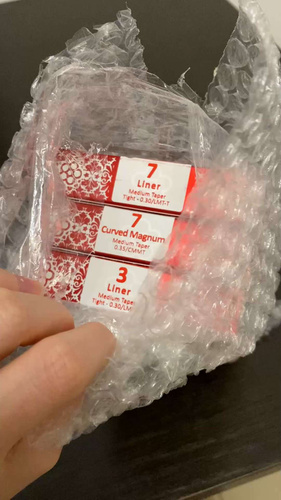 7
Liner
Medium Taper
Tight - 0.30/LMT-T
7
Curved Magnum
Medium Taper
0.35/CMMT
3
Liner
Medium Taper
Tight - 0.30/LM